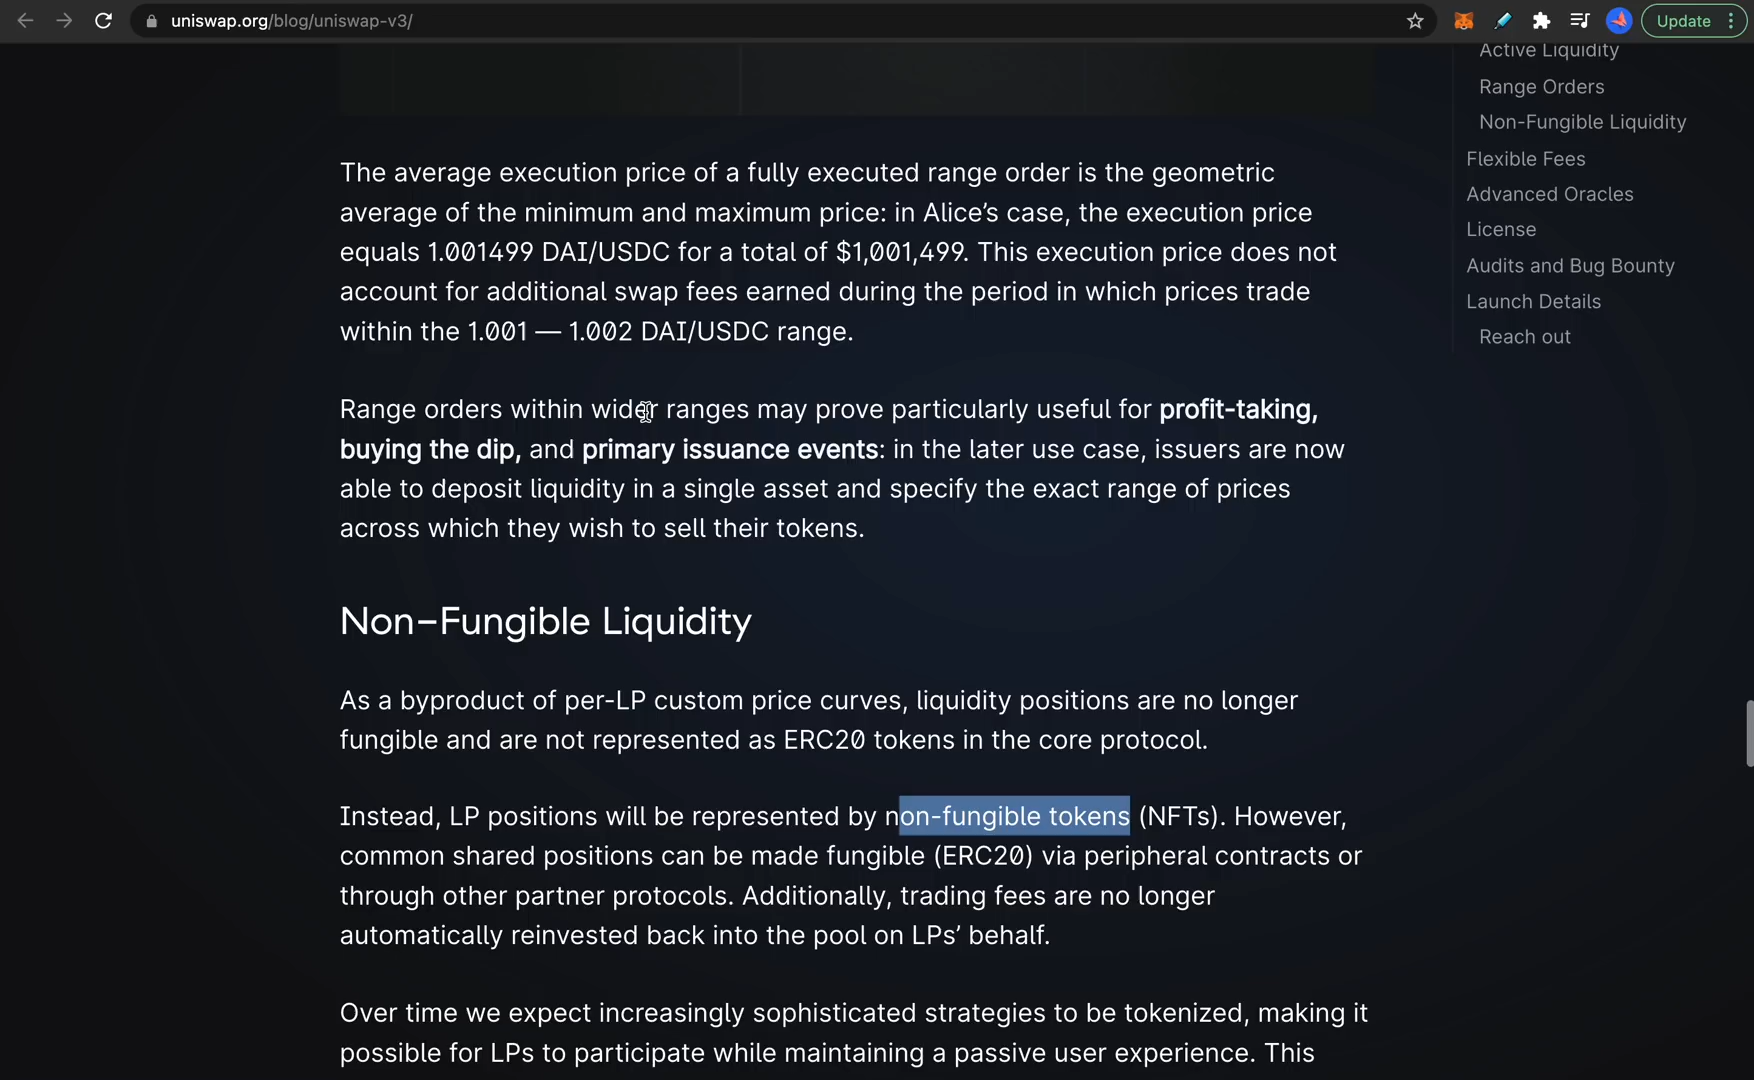 uniswap.org/blog/uniswap-v3/
Update
Active Liquidity
Range Orders
Non-Fungible Liquidity
Flexible Fees
Advanced Oracles
License
Audits and Bug Bounty
Launch Details
Reach out
The average execution price of a fully executed range order is the geometric
average of the minimum and maximum price: in Alice’s case, the execution price
equals 1.001499 DAI/USDC for a total of $1,001,499. This execution price does not
account for additional swap fees earned during the period in which prices trade
within the 1.001 — 1.002 DAI/USDC range.
Range orders within wider ranges may prove particularly useful for profit-taking,
buying the dip, and primary issuance events: in the later use case, issuers are now
able to deposit liquidity in a single asset and specify the exact range of prices
across which they wish to sell their tokens.
Non-Fungible Liquidity
As a byproduct of per-LP custom price curves, liquidity positions are no longer
fungible and are not represented as ERC20 tokens in the core protocol.
Instead, LP positions will be represented by non-fungible tokens (NFTs). However,
common shared positions can be made fungible (ERC20) via peripheral contracts or
through other partner protocols. Additionally, trading fees are no longer
automatically reinvested back into the pool on LPs’ behalf.
Over time we expect increasingly sophisticated strategies to be tokenized, making it
possible for LPs to participate while maintaining a passive user experience. This